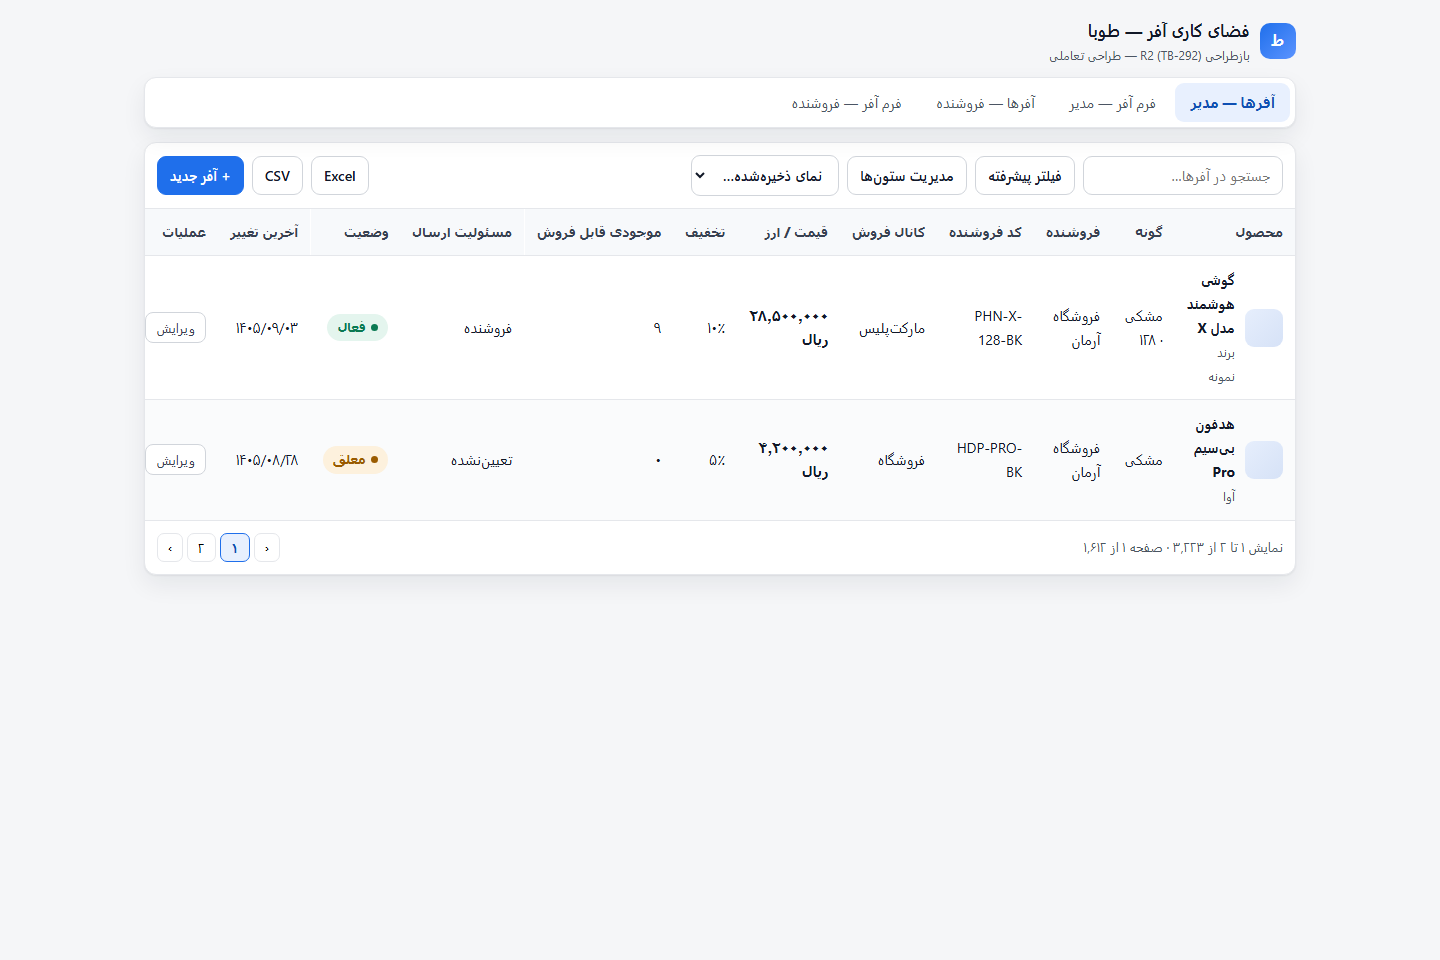 ط
فضای کاری آفر — طوبا
بازطراحی R2 (TB-292) — طراحی تعاملی
آفرها — مدیر
فرم آفر — مدیر
آفرها — فروشنده
فرم آفر — فروشنده
جستجو در آفرها...
فیلتر پیشرفته
مدیریت ستون‌ها
نمای ذخیره‌شده...
Excel
CSV
+ آفر جدید
محصول گونه فروشنده کد فروشنده کانال فروش قیمت / ارز تخفیف موجودی قابل فروش مسئولیت ارسال وضعیت آخرین تغییر عملیات
گوشی
هوشمند
مدل X
برند
نمونه
مشکی
· ۱۲۸
فروشگاه
آرمان
PHN-X-
128-BK
مارکت‌پلیس
۲۸,۵۰۰,۰۰۰
ریال
۱۰٪
۹
فروشنده
فعال
۱۴۰۵/۰۹/۰۳
ویرایش
هدفون
بی‌سیم
Pro
آوا
مشکی
فروشگاه
آرمان
HDP-PRO-
BK
فروشگاه
۴,۲۰۰,۰۰۰
ریال
۵٪
۰
تعیین‌نشده
معلق
۱۴۰۵/۰۸/۲۸
ویرایش
نمایش ۱ تا ۲ از ۳,۲۲۳ · صفحه ۱ از ۱,۶۱۲
‹ ۱ ۲ ›